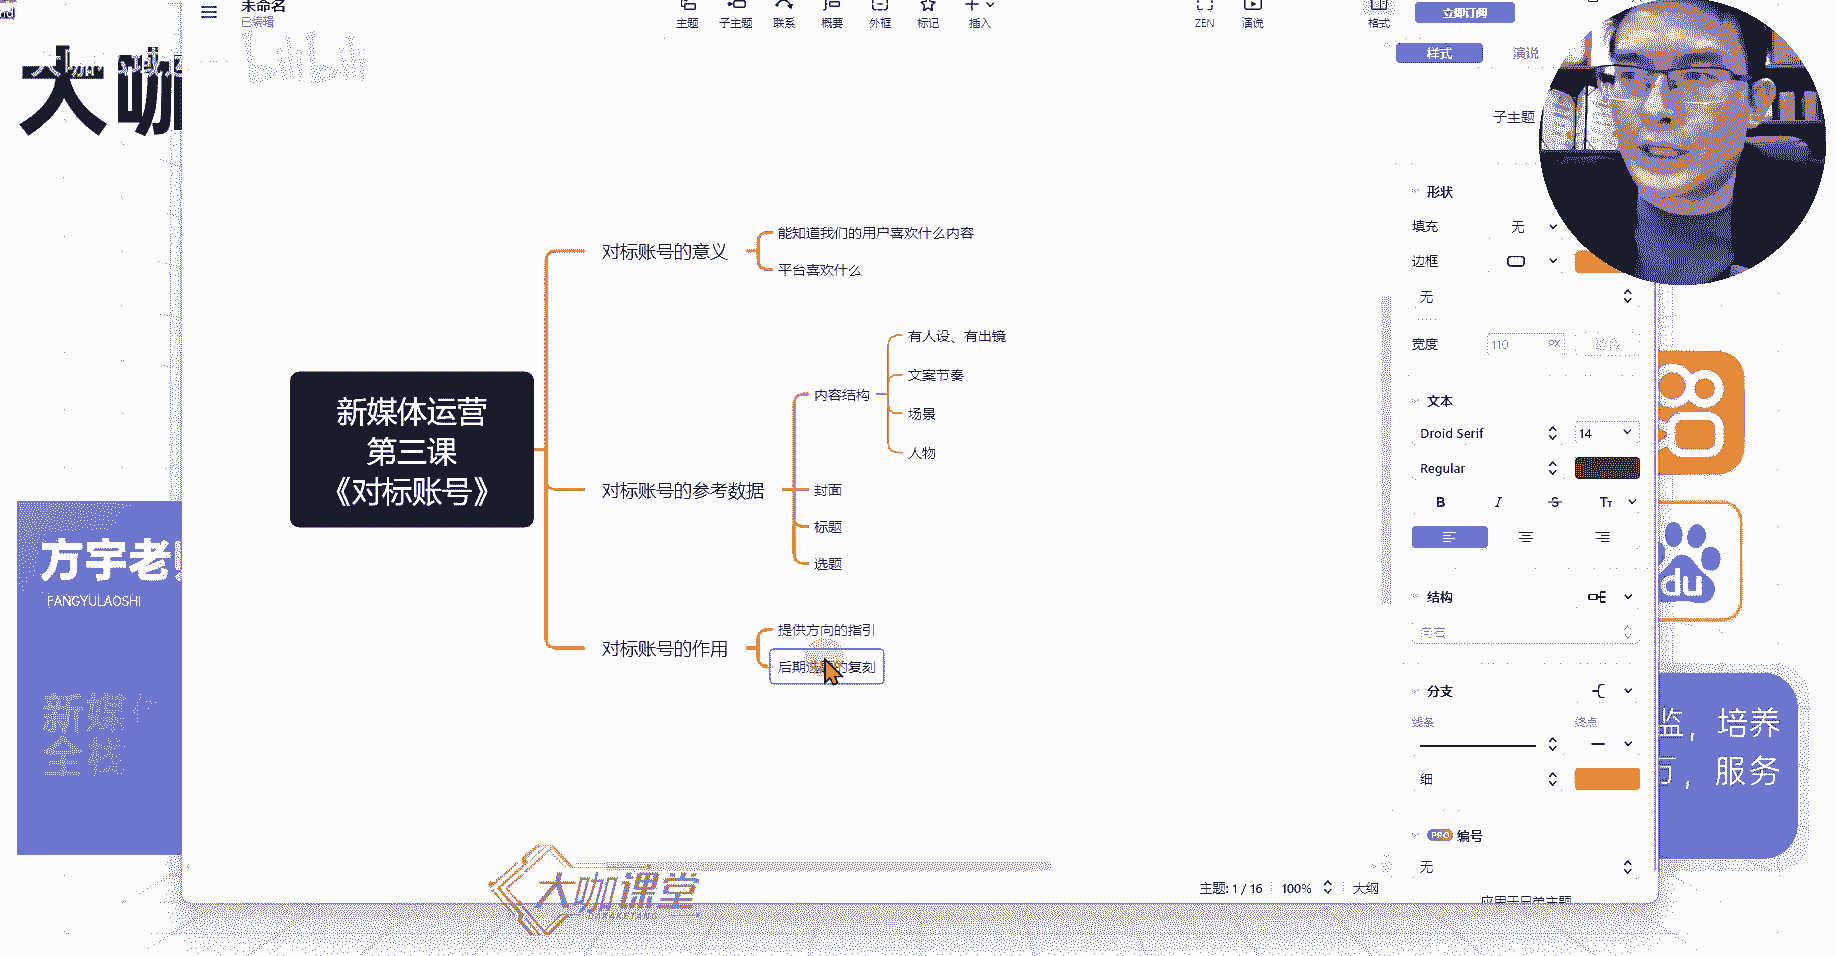 未命名
已编辑
主题
子主题
联系
概要
外框
标记
插入
ZEN
演说
格式
立即订阅
bilibili
大咖
样式
演说
子主题
形状
填充
无
边框
无
宽度
110
PX
文本
Droid Serif
14
Regular
B
I
S
Tт
结构
向右
分支
线条
终点
细
PRO
编号
无
对标账号的意义
能知道我们的用户喜欢什么内容
平台喜欢什么
新媒体运营
第三课
《对标账号》
对标账号的参考数据
内容结构
有人设、有出镜
文案节奏
场景
人物
封面
标题
选题
对标账号的作用
提供方向的指引
后期选题的复刻
方宇老
FANGYULAOSHI
新媒
全栈
du
监，培养
万，服务
大咖课堂
主题: 1 / 16
100%
大纲